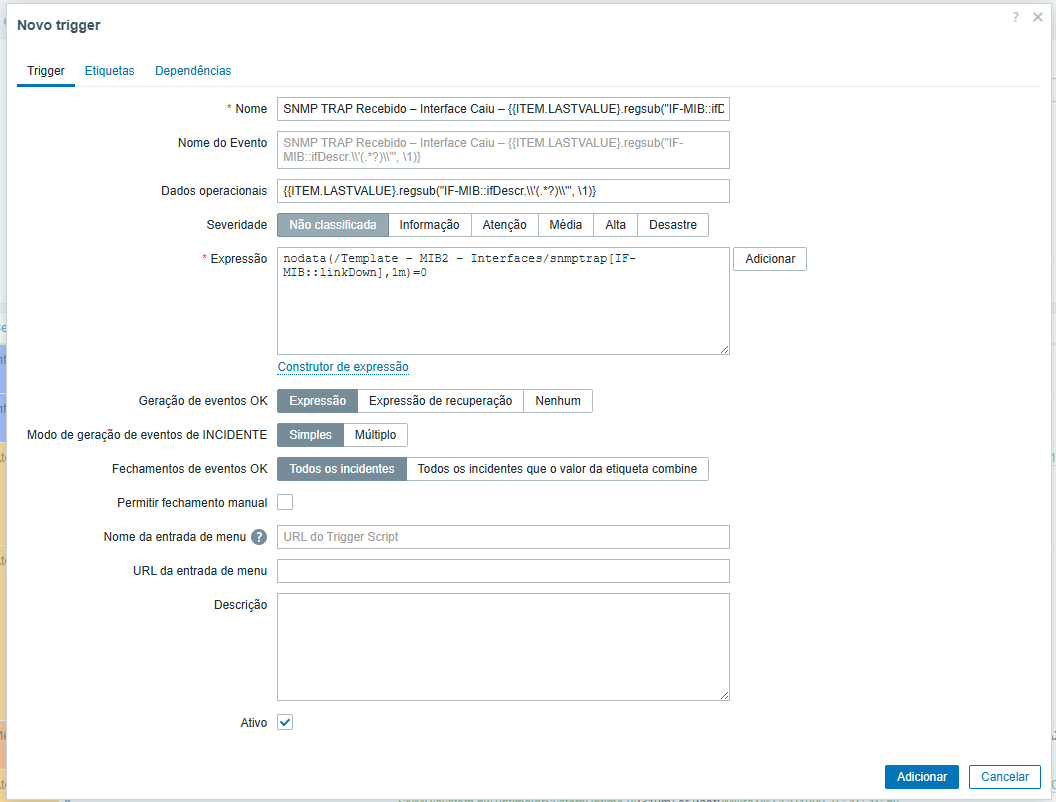 Novo trigger
?
Trigger
Etiquetas
Dependências
* Nome
SNMP TRAP Recebido – Interface Caiu – {{ITEM.LASTVALUE}.regsub("IF-MIB::ifD
Nome do Evento
SNMP TRAP Recebido – Interface Caiu – {{ITEM.LASTVALUE}.regsub("IF-
MIB::ifDescr.\\'(.*?)\\'", \1)}
Dados operacionais
{{ITEM.LASTVALUE}.regsub("IF-MIB::ifDescr.\\'(.*?)\\'", \1)}
Severidade
Não classificada
Informação
Atenção
Média
Alta
Desastre
* Expressão
nodata(/Template - MIB2 - Interfaces/snmptrap[IF-
MIB::linkDown],1m)=0
Adicionar
Construtor de expressão
Geração de eventos OK
Expressão
Expressão de recuperação
Nenhum
Modo de geração de eventos de INCIDENTE
Simples
Múltiplo
Fechamentos de eventos OK
Todos os incidentes
Todos os incidentes que o valor da etiqueta combine
Permitir fechamento manual
Nome da entrada de menu ?
URL do Trigger Script
URL da entrada de menu
Descrição
Ativo
Adicionar
Cancelar